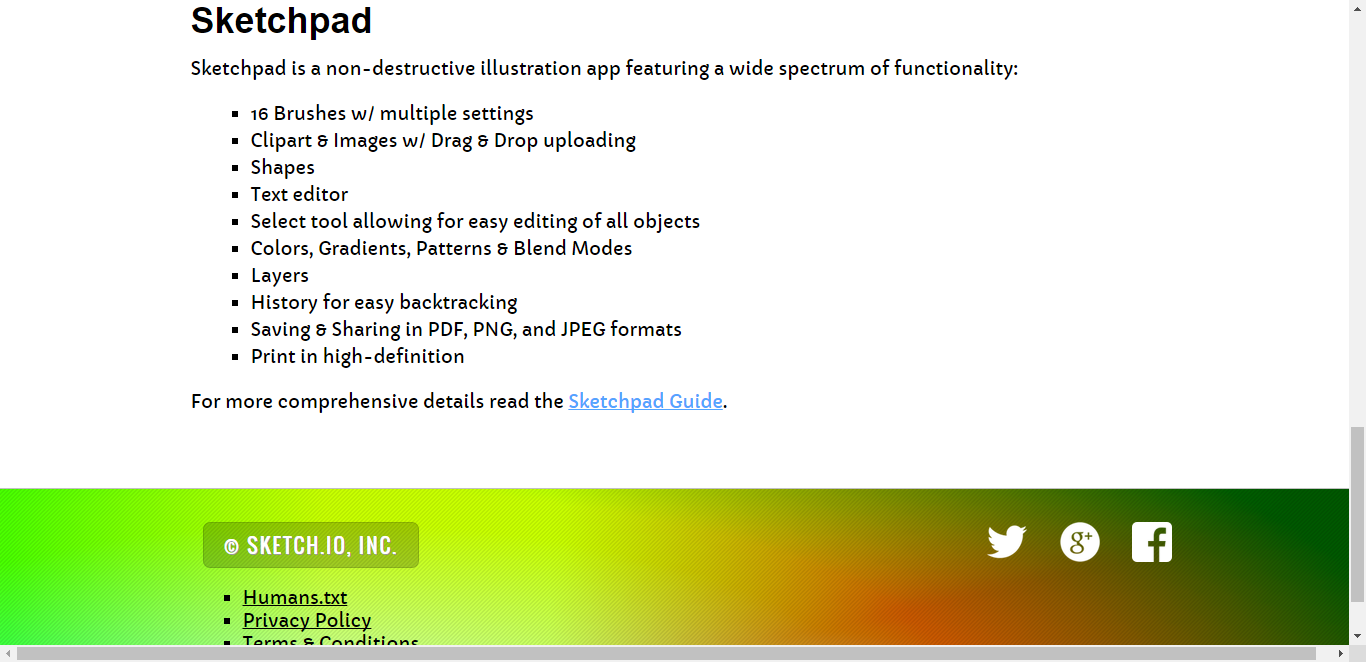 Sketchpad
Sketchpad is a non-destructive illustration app featuring a wide spectrum of functionality:
16 Brushes w/ multiple settings
Clipart & Images w/ Drag & Drop uploading
Shapes
Text editor
Select tool allowing for easy editing of all objects
Colors, Gradients, Patterns & Blend Modes
Layers
History for easy backtracking
Saving & Sharing in PDF, PNG, and JPEG formats
Print in high-definition
For more comprehensive details read the Sketchpad Guide.
© SKETCH.IO, INC.
g+
Humans.txt
Privacy Policy
Terms & Conditions